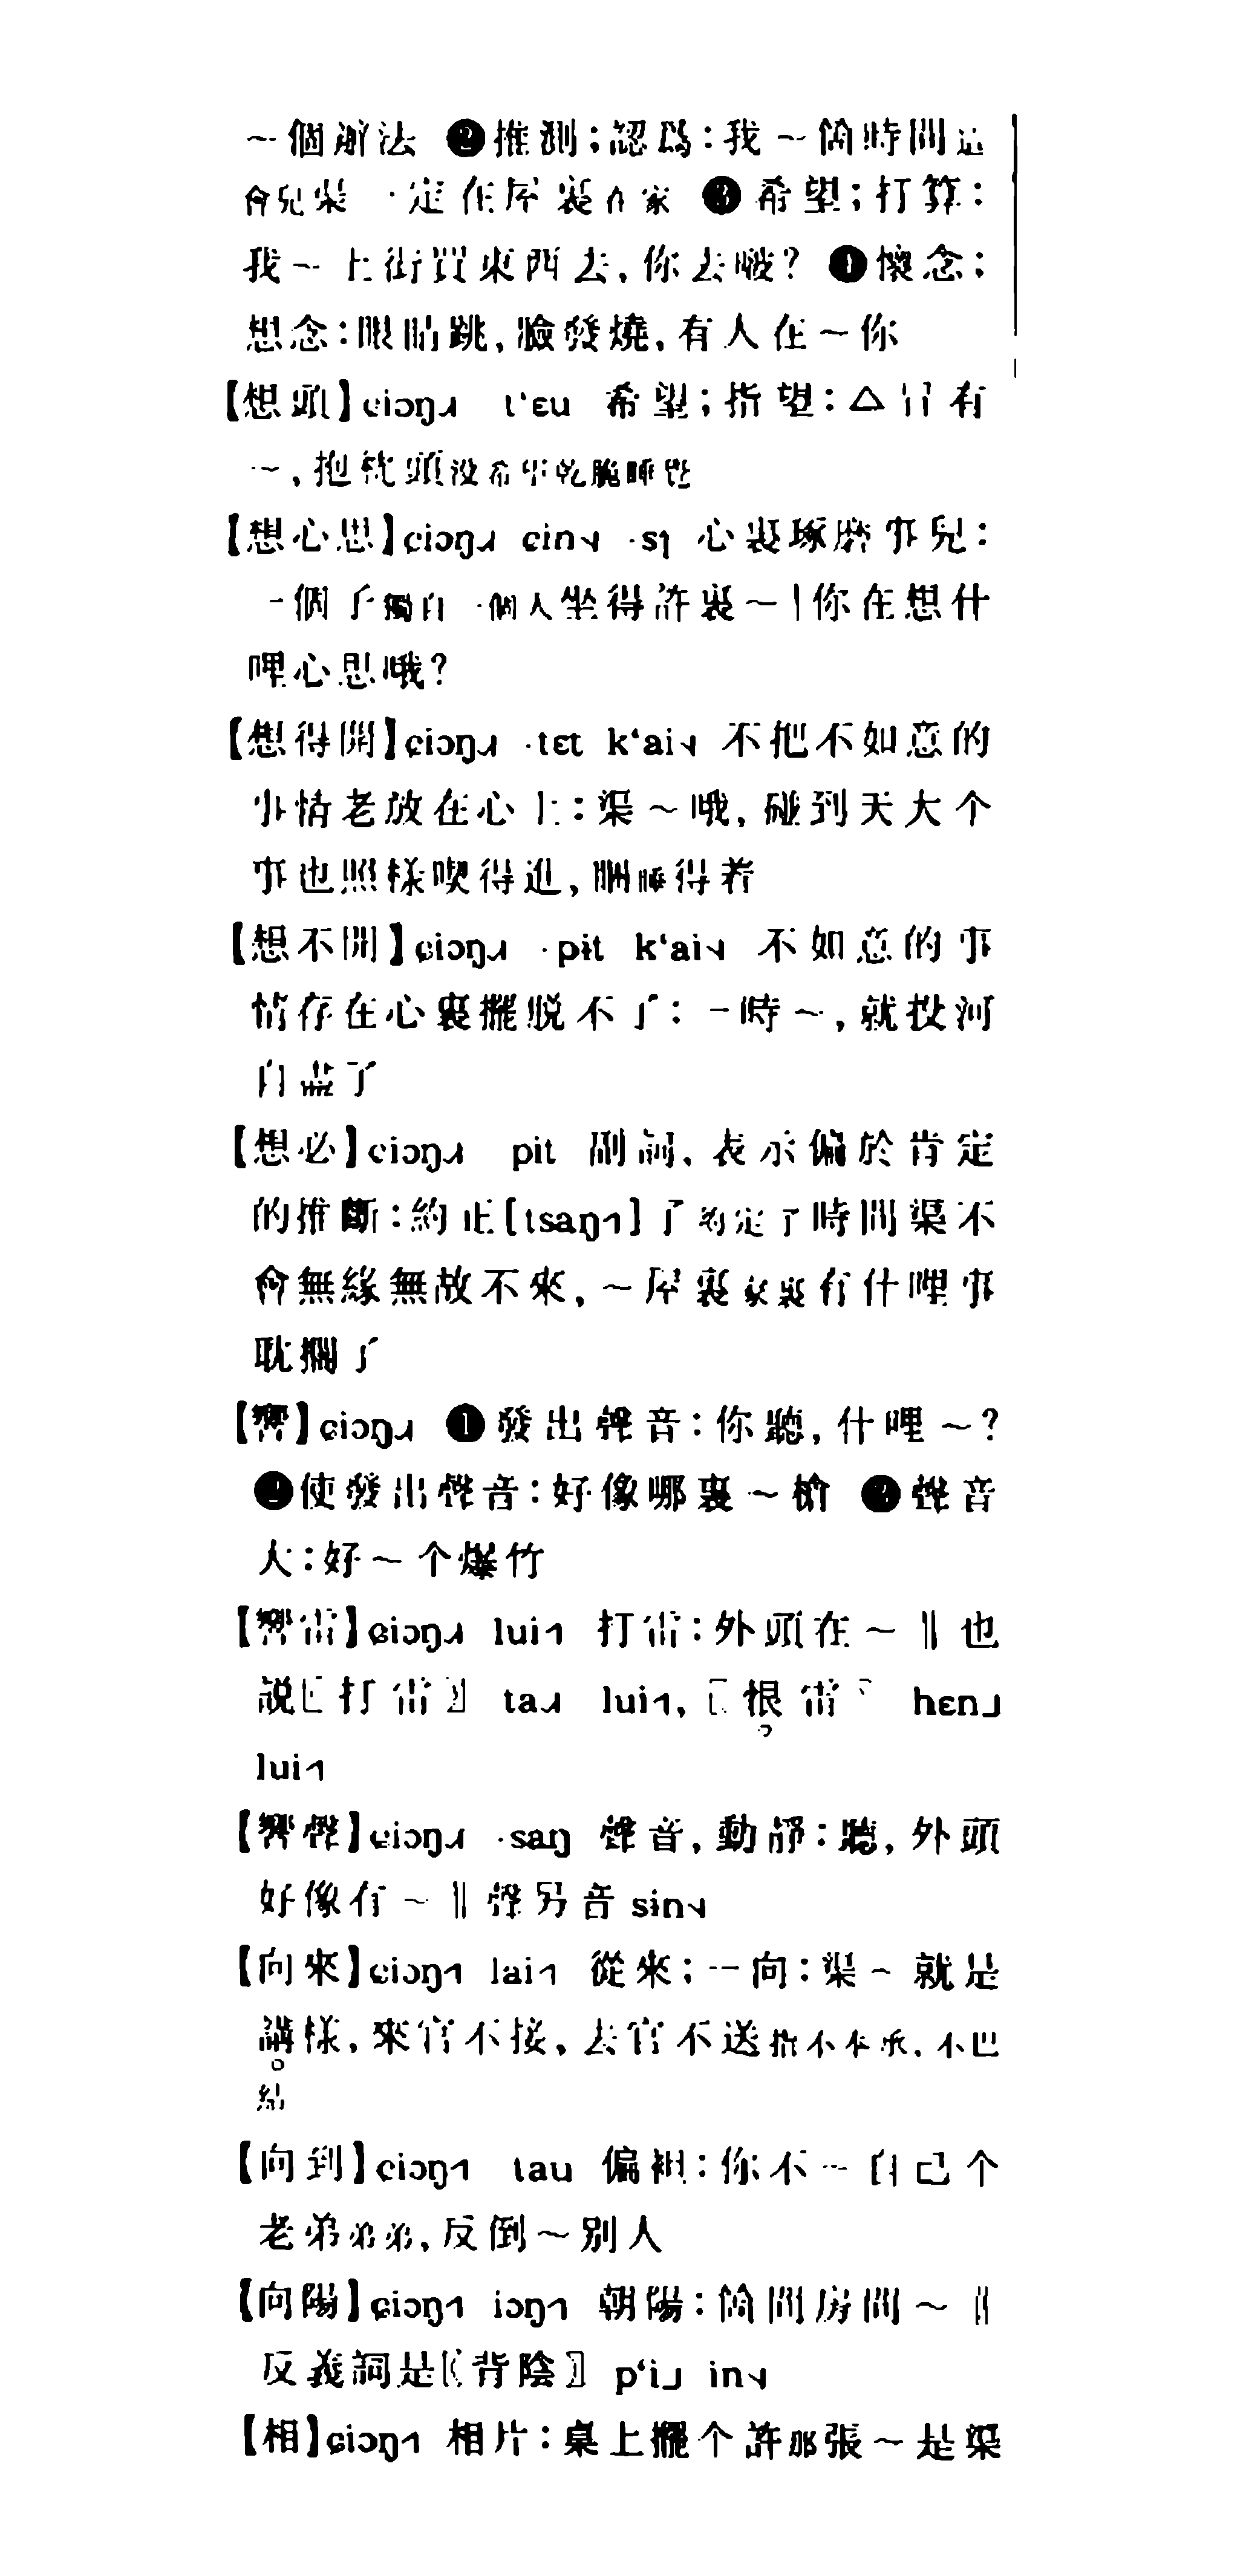 ～個辦法 ❷推測；認爲：我～箇時間這
會兒渠一定在屋裏在家 ❸希望；打算：
我～上街買東西去，你去啵？ ❹懷念；
想念：眼睛跳，臉發燒，有人在～你
【想頭】ɕiɔŋ˩˧ t‘ɛu 希望；指望：△冇有
～，抱枕頭没希望乾脆睡覺
【想心思】ɕiɔŋ˩˧ ɕin˧˩ ·sɿ 心裏琢磨事兒：
一個子獨自一個人坐得許裏～｜你在想什
哩心思哦？
【想得開】ɕiɔŋ˩˧ ·tɛt k‘ai˧˩ 不把不如意的
事情老放在心上：渠～哦，碰到天大个
事也照樣喫得進，睏睡得着
【想不開】ɕiɔŋ˩˧ ·pɨt k‘ai˧˩ 不如意的事
情存在心裏擺脱不了：一時～，就投河
自盡了
【想必】ɕiɔŋ˩˧ pit 副詞，表示偏於肯定
的推斷：約正[tsaŋ˦˥]了約定了時間渠不
會無緣無故不來，～屋裏家裏有什哩事
耽擱了
【響】ɕiɔŋ˩˧ ❶發出聲音：你聽，什哩～？
❷使發出聲音：好像哪裏～槍 ❸聲音
大：好～个爆竹
【響雷】ɕiɔŋ˩˧ lui˦˥ 打雷：外頭在～‖也
説〖打雷〗 ta˩˧ lui˦˥，〖恨雷〗 hɛn˩
lui˦˥
【響聲】ɕiɔŋ˩˧ ·saŋ 聲音，動靜：聽，外頭
好像有～‖聲另音 sɨn˧˩
【向來】ɕiɔŋ˦˥ lai˦˥ 從來；一向：渠～就是
講樣，來官不接，去官不送指不奉承，不巴
結
【向到】ɕiɔŋ˦˥ tau 偏袒：你不～自己个
老弟弟弟，反倒～别人
【向陽】ɕiɔŋ˦˥ iɔŋ˦˥ 朝陽：箇間房間～‖
反義詞是〖背陰〗 p‘i˩ in˧˩
【相】ɕiɔŋ˦˥ 相片：桌上擺个許那張～是渠